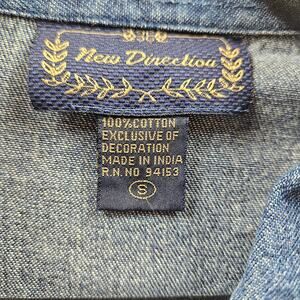 New Direction
100% COTTON
EXCLUSIVE OF
DECORATION
MADE IN INDIA
R.N. NO 94153
S